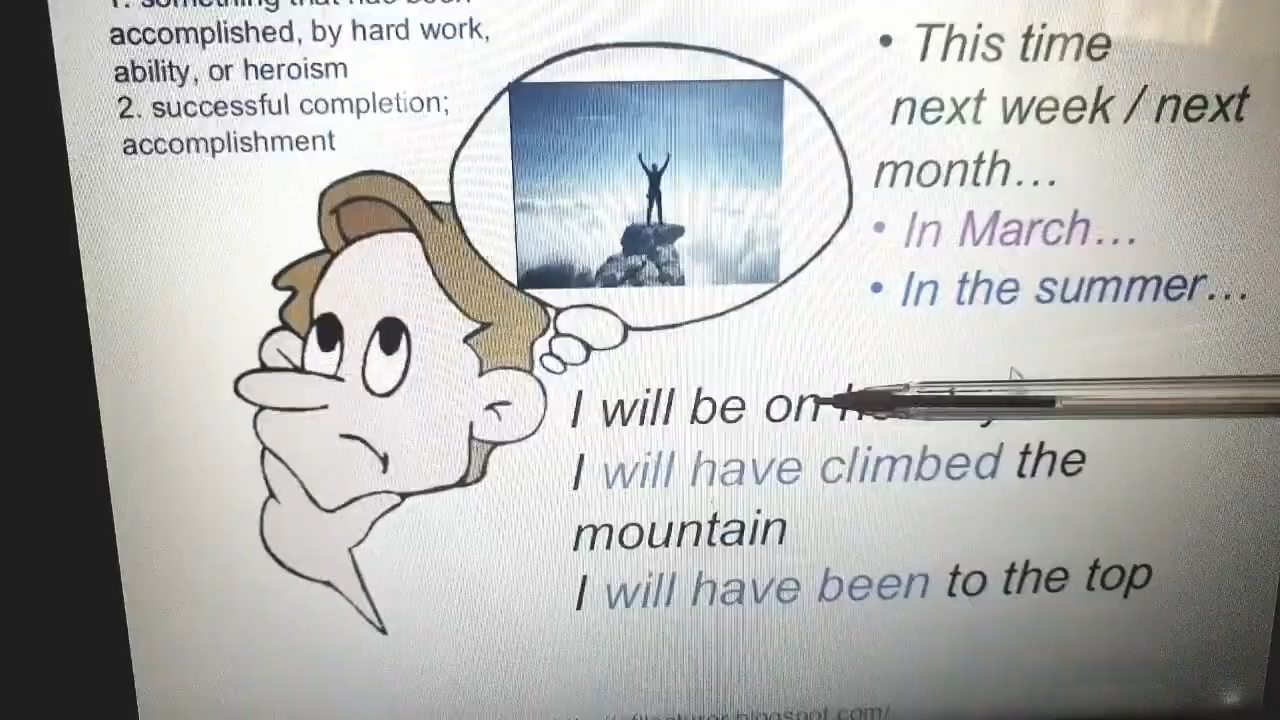 accomplished, by hard work,
ability, or heroism
2. successful completion;
accomplishment
• This time
next week / next
month…
• In March…
• In the summer…
I will be on
I will have climbed the
mountain
I will have been to the top